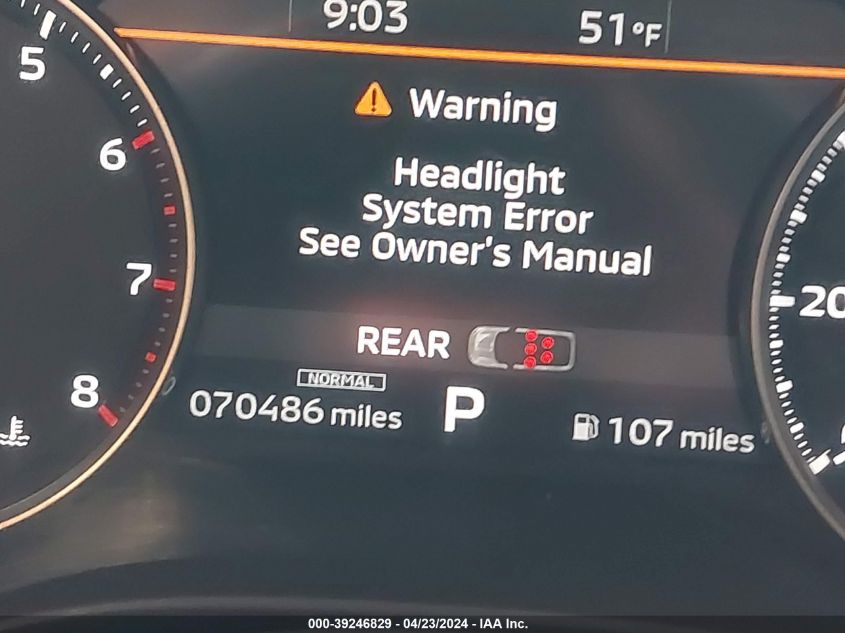 9:03 51°F
5
Warning
6
Headlight
System Error
See Owner's Manual
7
20
REAR
NORMAL
8
070486 miles P 107 miles
000-39246829 - 04/23/2024 - IAA Inc.